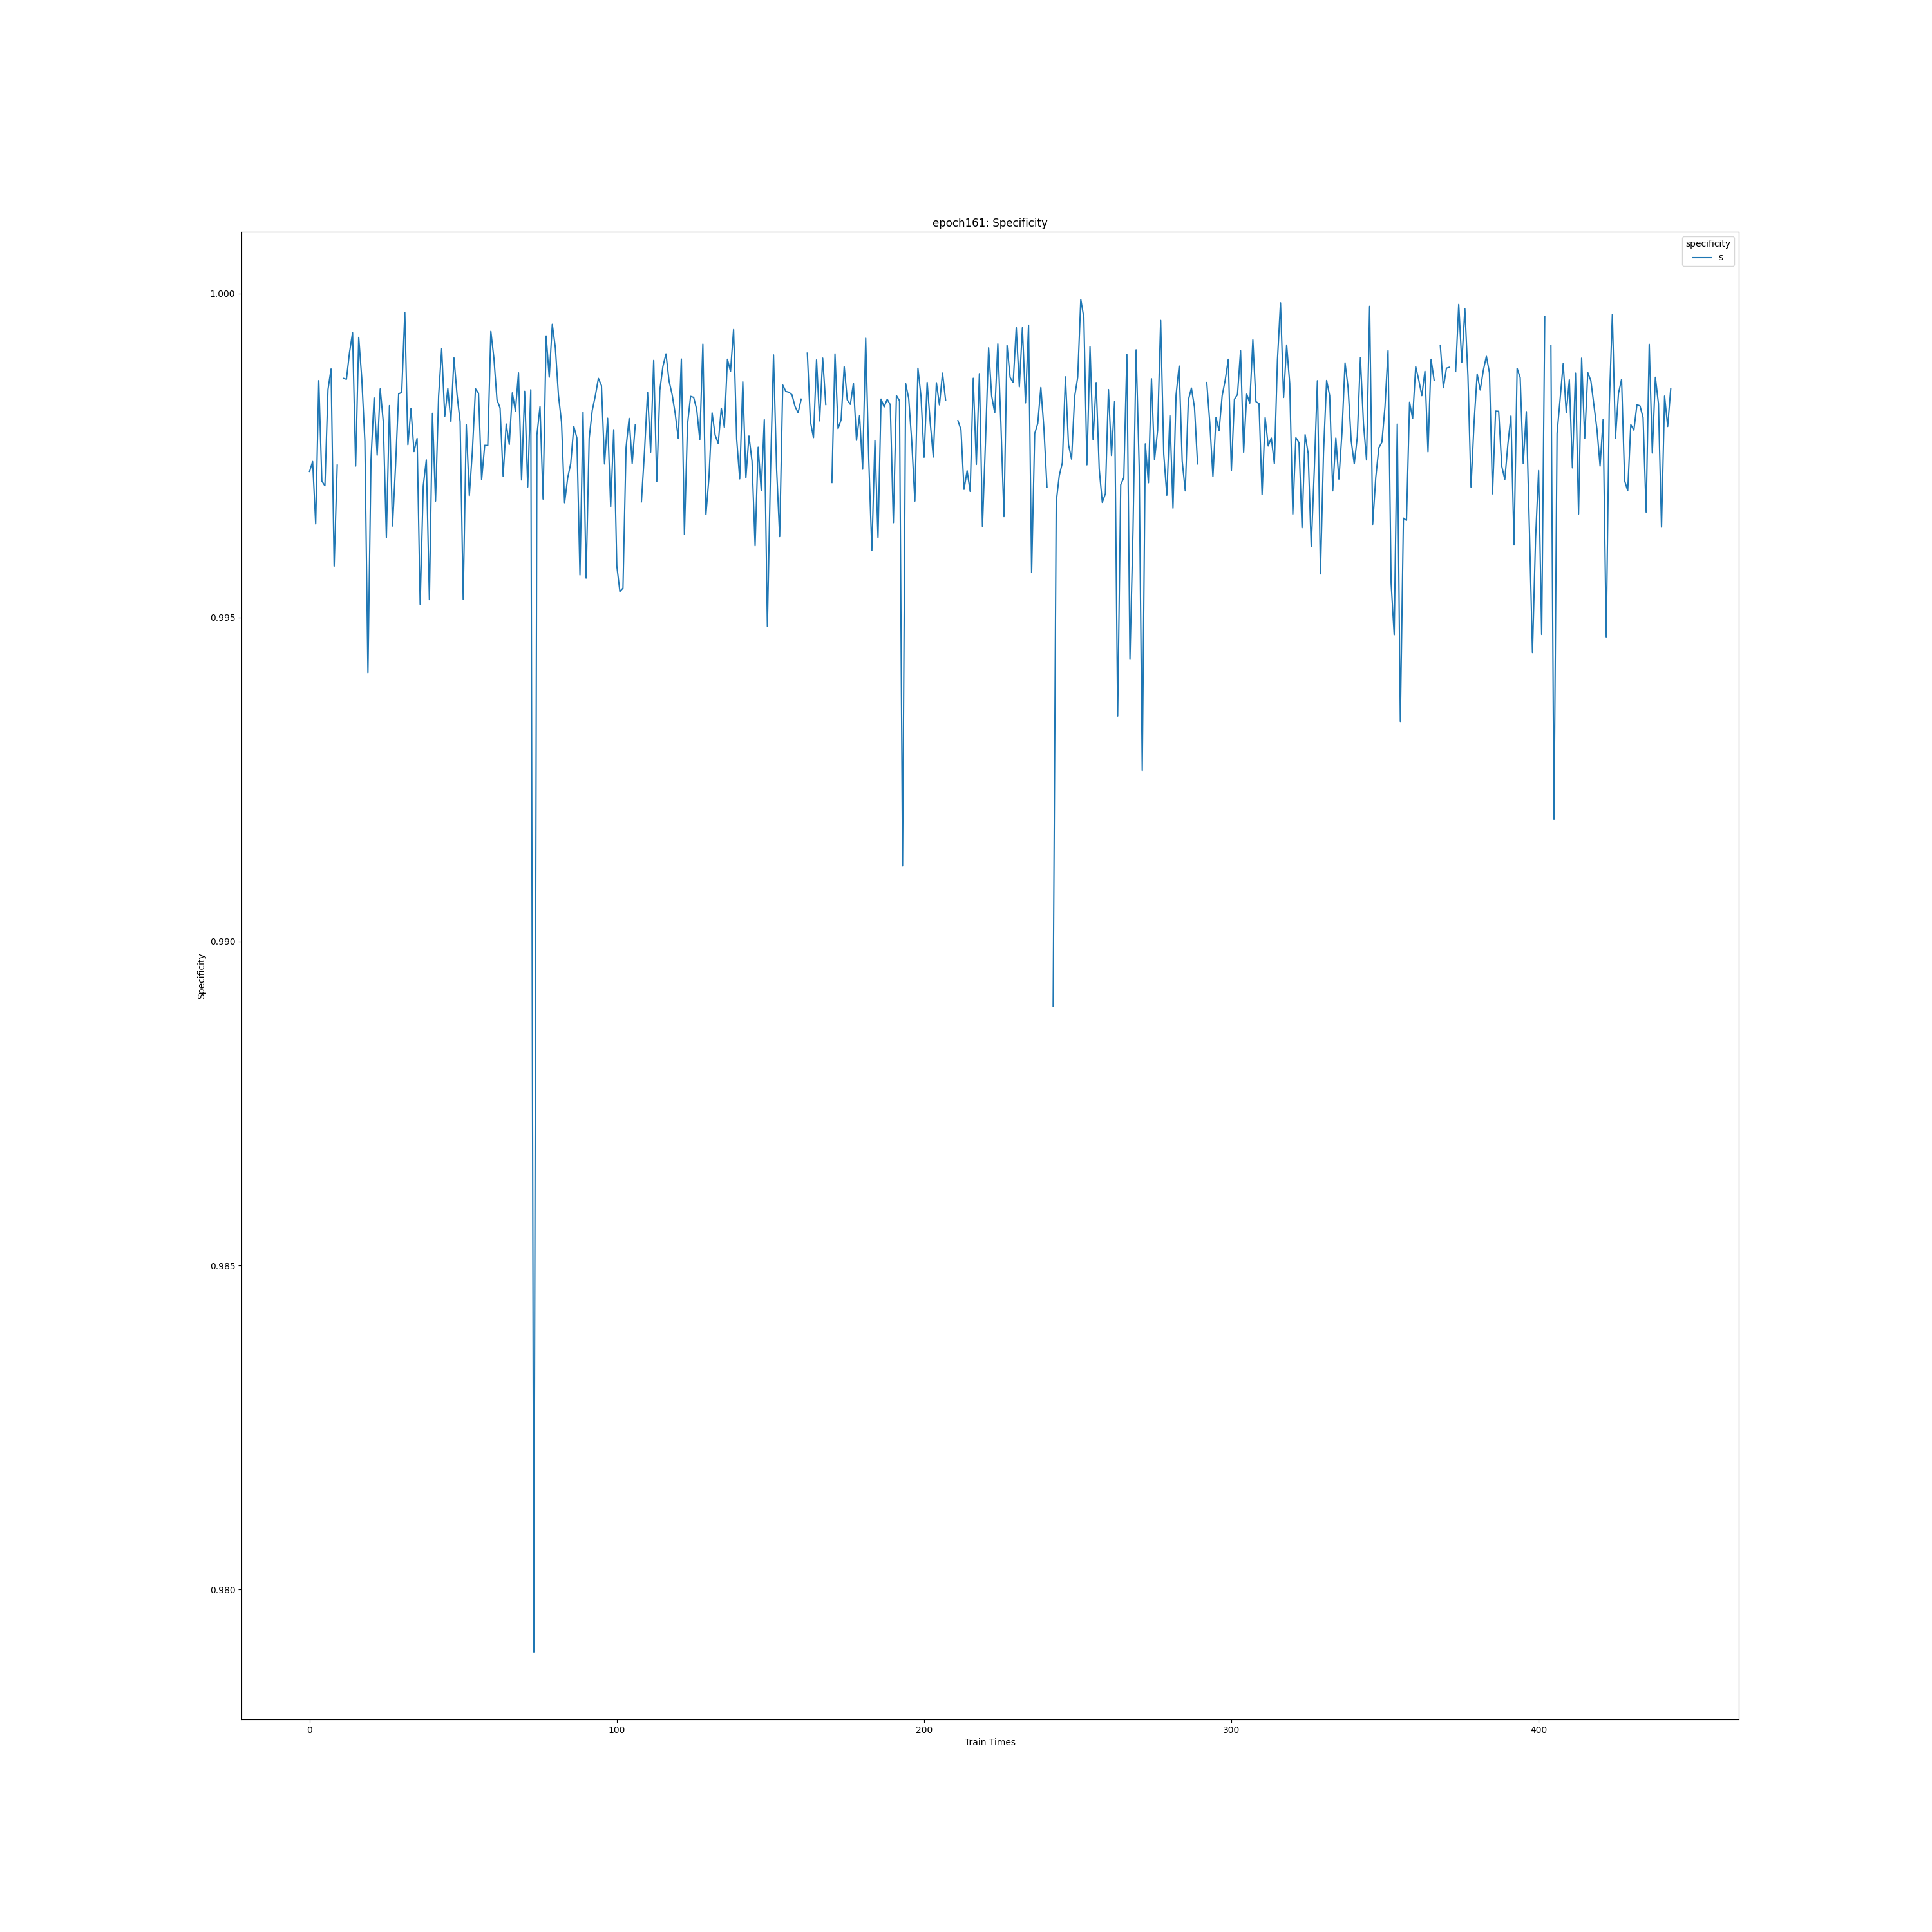 epoch161: Specificity
specificity
s
1.000
0.995
0.990
0.985
0.980
Specificity
0 100 200 300 400
Train Times